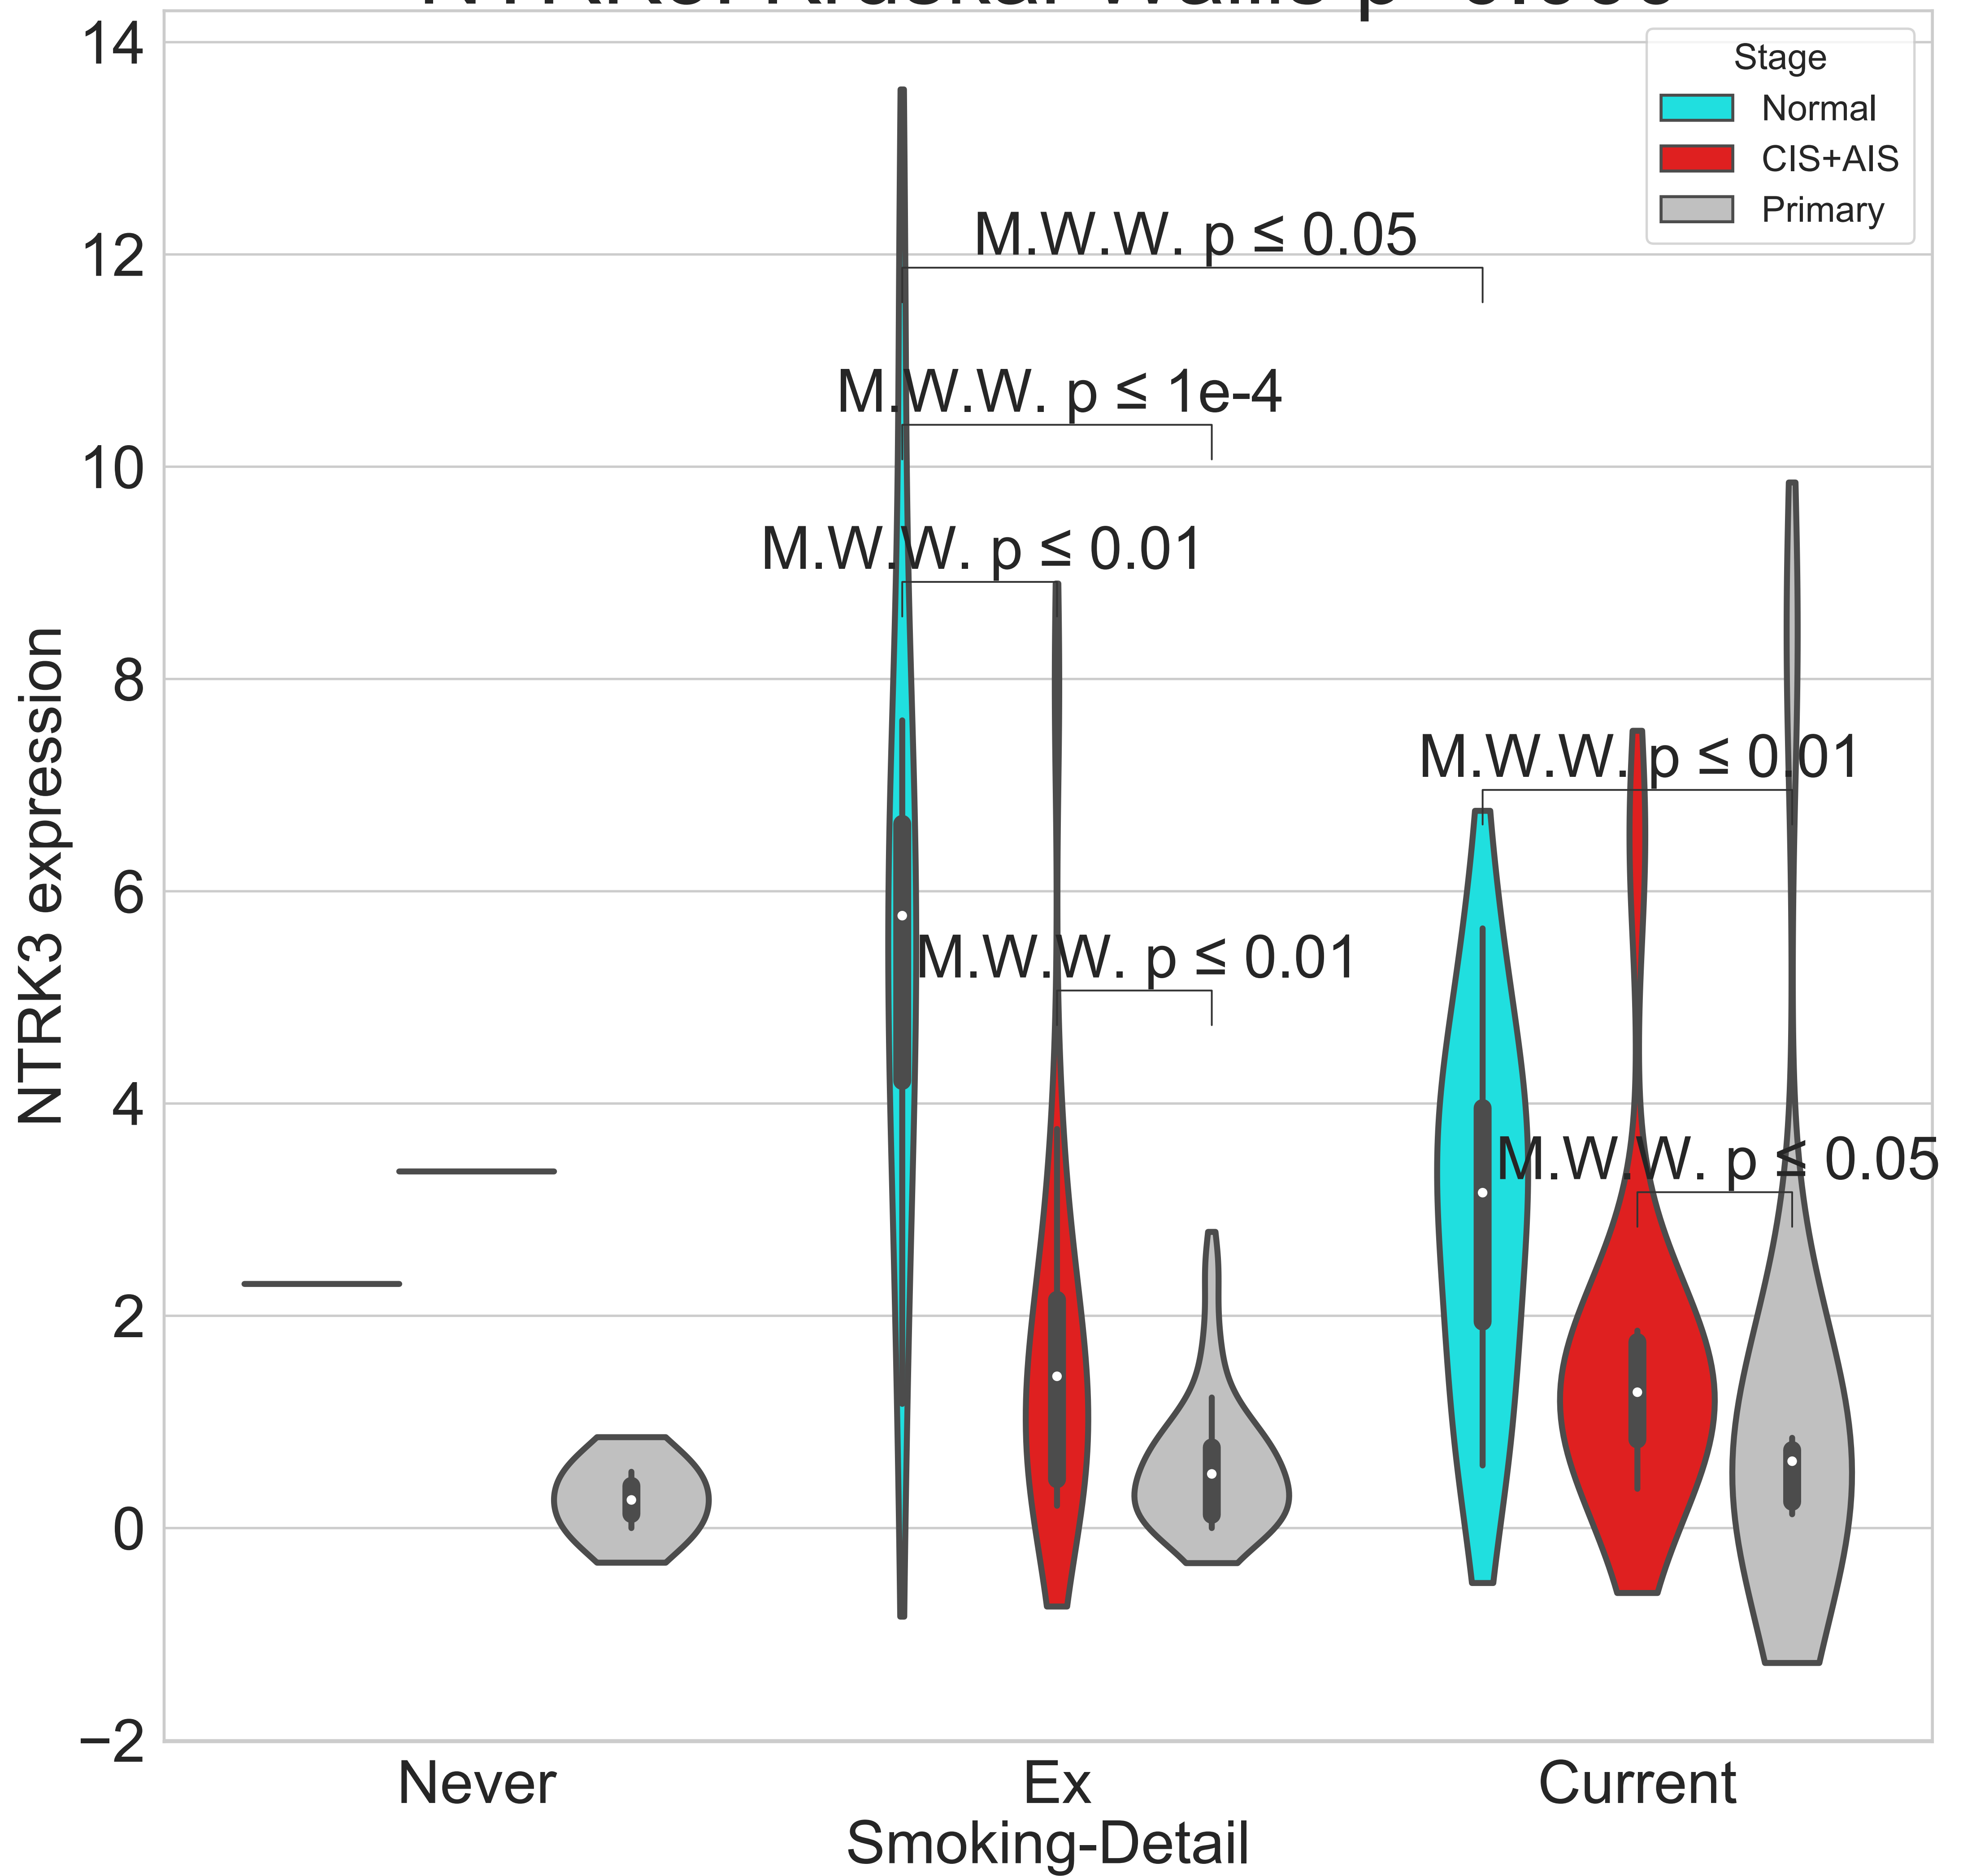 14
12
10
8
6
4
2
0
−2
NTRK3 expression
Stage
Normal
CIS+AIS
Primary
M.W.W. p ≤ 0.05
M.W.W. p ≤ 1e-4
M.W.W. p ≤ 0.01
M.W.W. p ≤ 0.01
M.W.W. p ≤ 0.01
M.W.W. p ≤ 0.05
Never
Ex
Current
Smoking-Detail